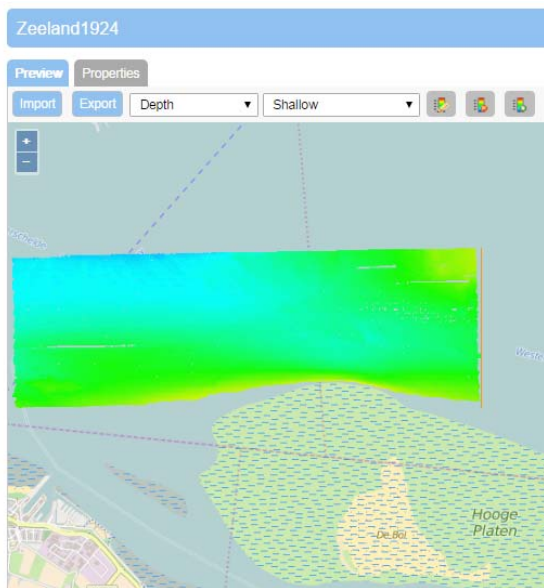 Zeeland1924
Preview Properties
Import Export Depth Shallow
+
−
De Bol
Hooge
Platen